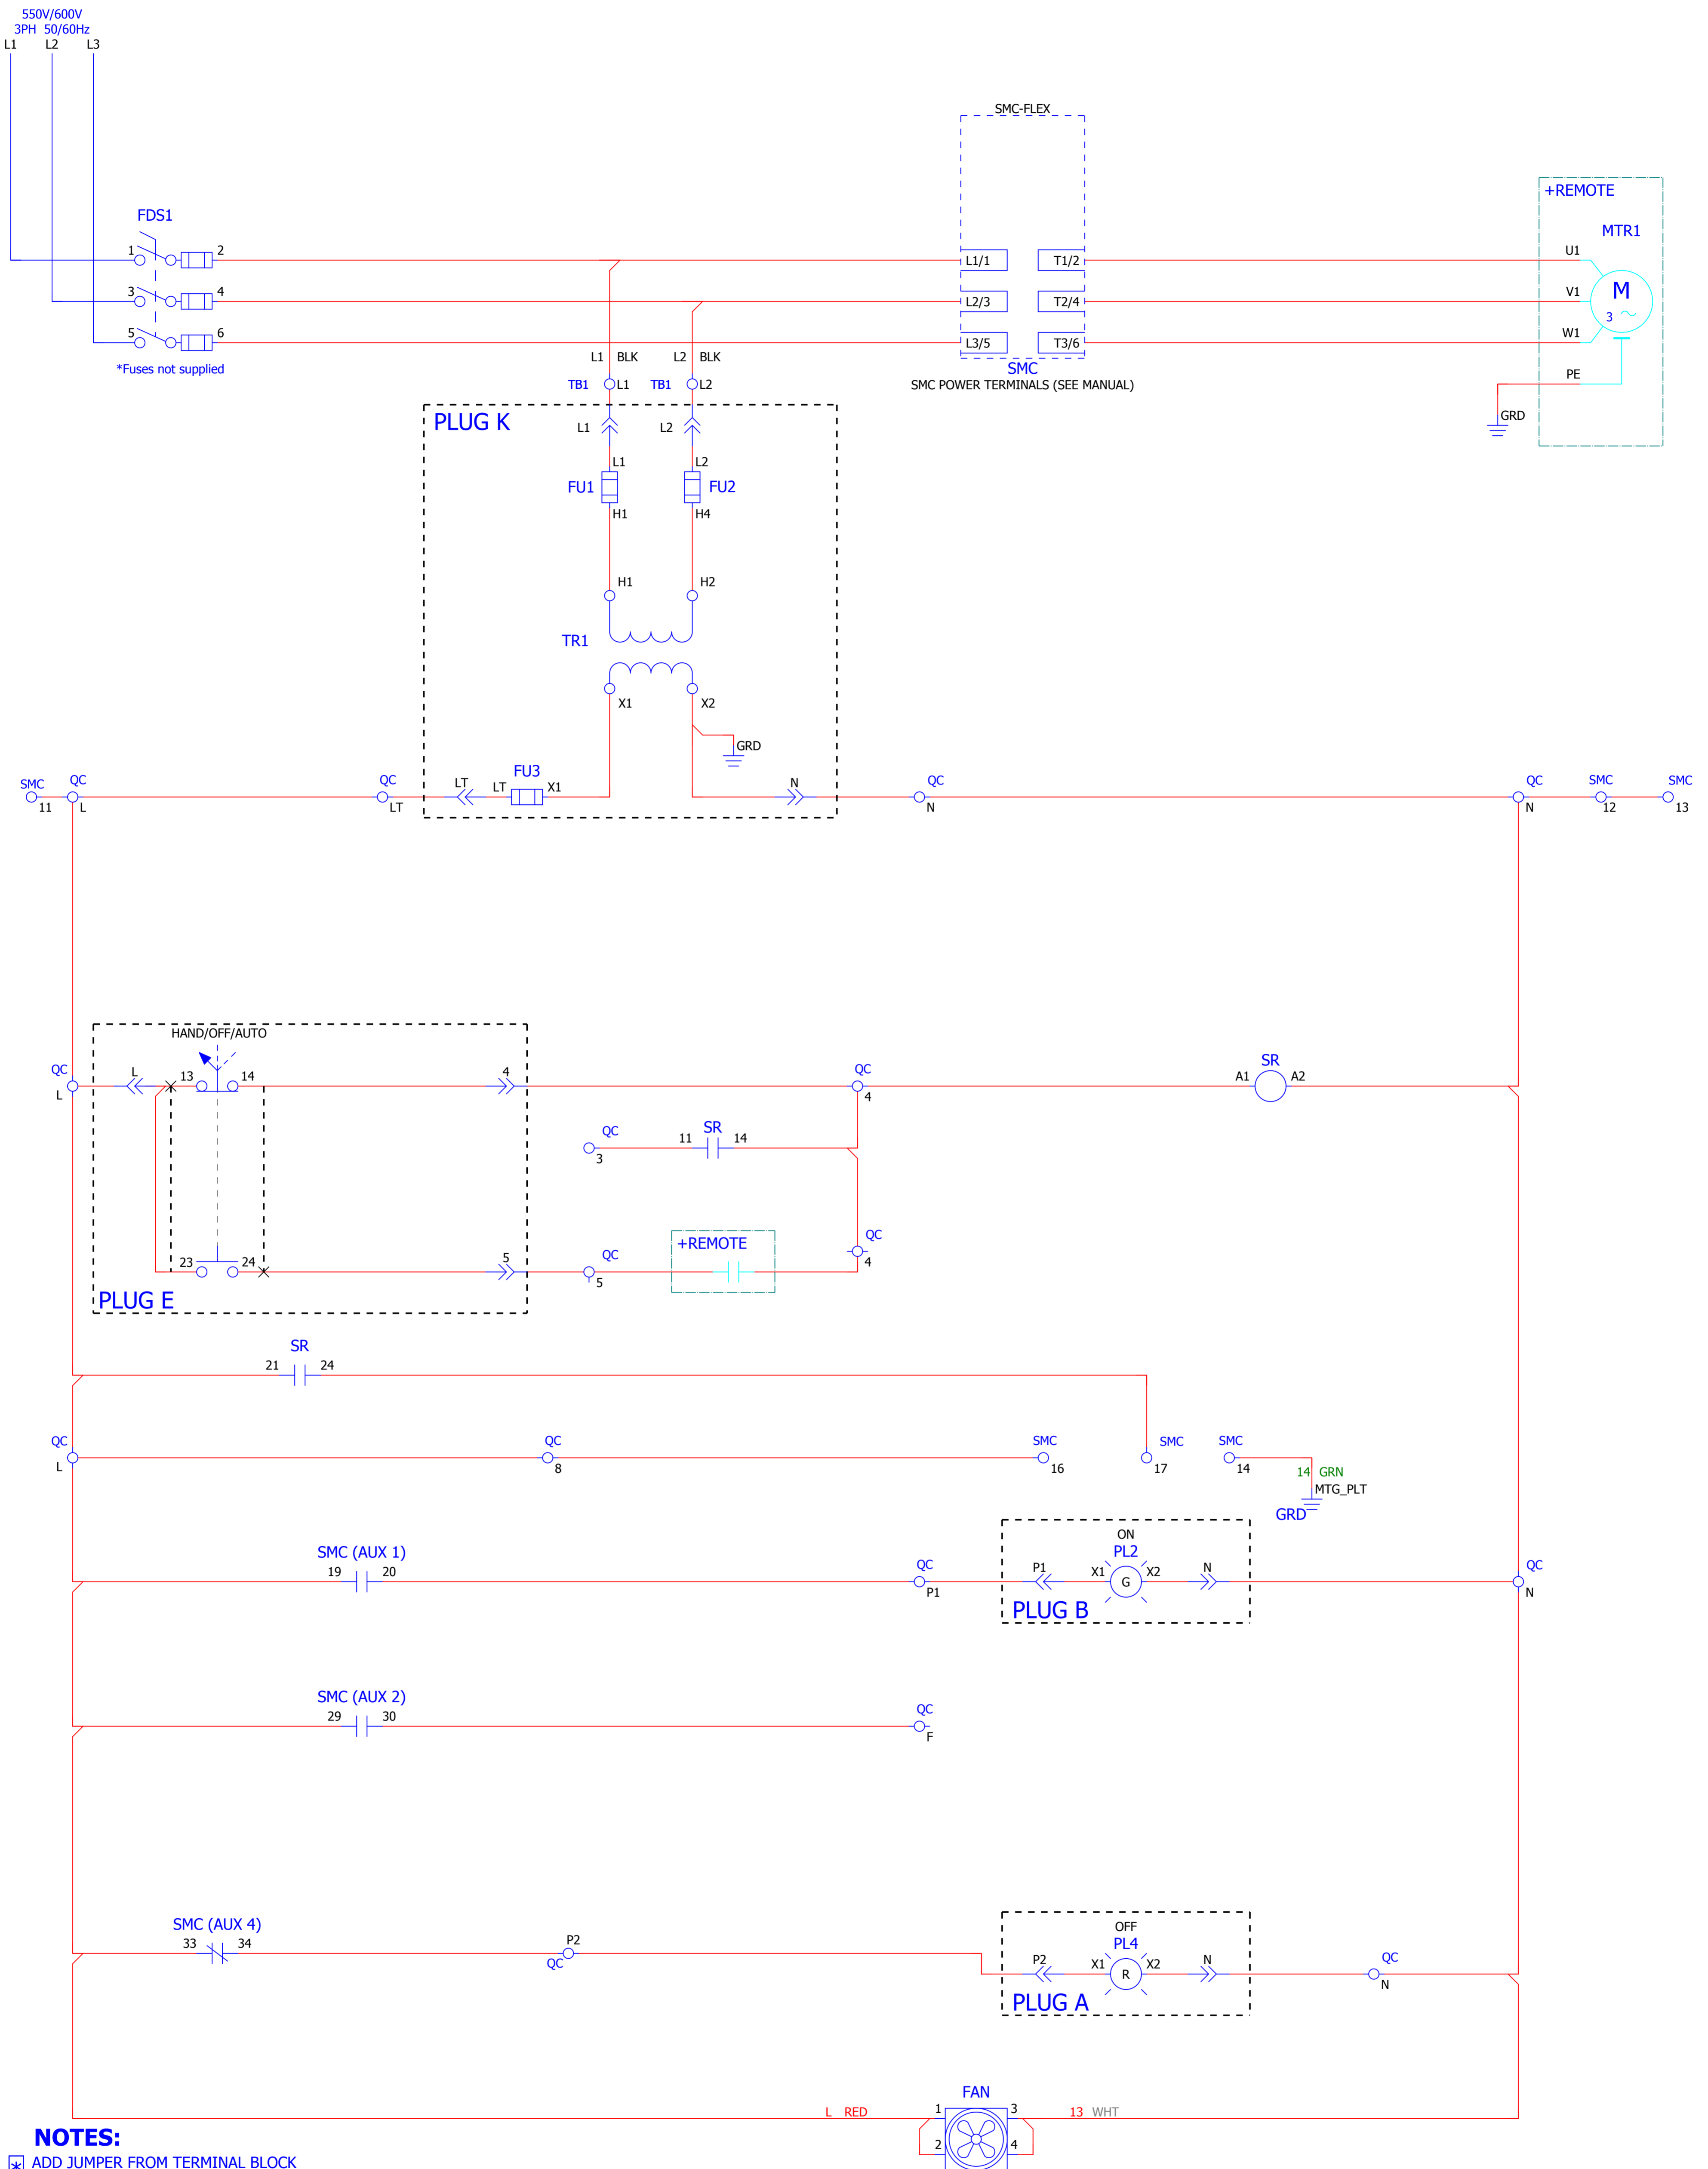 550V/600V
3PH 50/60Hz
L1 L2 L3
SMC-FLEX
+REMOTE
FDS1
MTR1
1 2 L1/1 T1/2 U1
3 4 L2/3 T2/4 V1
M
3
5 6 L3/5 T3/6 W1
*Fuses not supplied
L1 BLK L2 BLK
SMC
PE
TB1 L1 TB1 L2
SMC POWER TERMINALS (SEE MANUAL)
GRD
PLUG K
L1 L2
L1 L2
FU1 FU2
H1 H4
H1 H2
TR1
X1 X2
GRD
FU3
SMC QC QC LT LT X1 N QC QC SMC SMC
11 L LT N N 12 13
HAND/OFF/AUTO
QC L 13 14 4 QC SR
A1 A2
L 4
QC 11 SR 14
3
+REMOTE
QC
23 24 5 QC 4
5
PLUG E
SR
21 24
QC QC SMC SMC SMC
L 8 16 17 14
14 GRN
MTG_PLT
GRD
ON
SMC (AUX 1) PL2
19 20 QC P1 X1 G X2 N QC
P1 N
PLUG B
SMC (AUX 2)
29 30 QC
F
SMC (AUX 4)
33 34 P2
QC
OFF
PL4
P2 X1 R X2 N QC
N
PLUG A
FAN
L RED 1 3 13 WHT
2 4
NOTES:
* ADD JUMPER FROM TERMINAL BLOCK